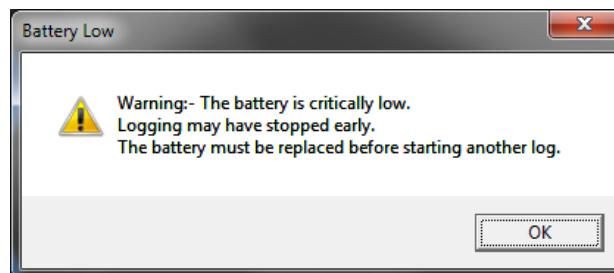 Battery Low
Warning:- The battery is critically low.
Logging may have stopped early.
The battery must be replaced before starting another log.
OK